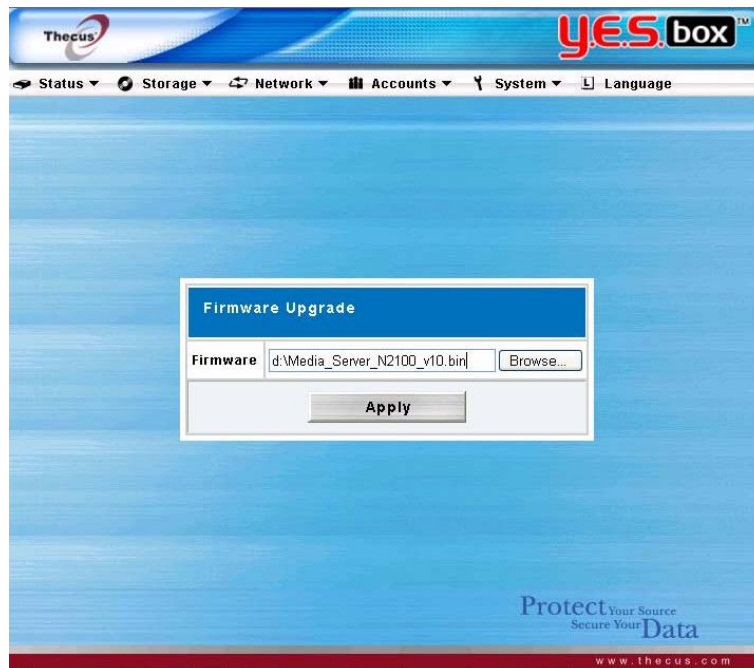 Thecus
Y.E.S.box™
Status Storage Network Accounts System L Language
Firmware Upgrade
Firmware d:\Media_Server_N2100_v10.bin Browse...
Apply
Protect Your Source
Secure Your Data
www.thecus.com